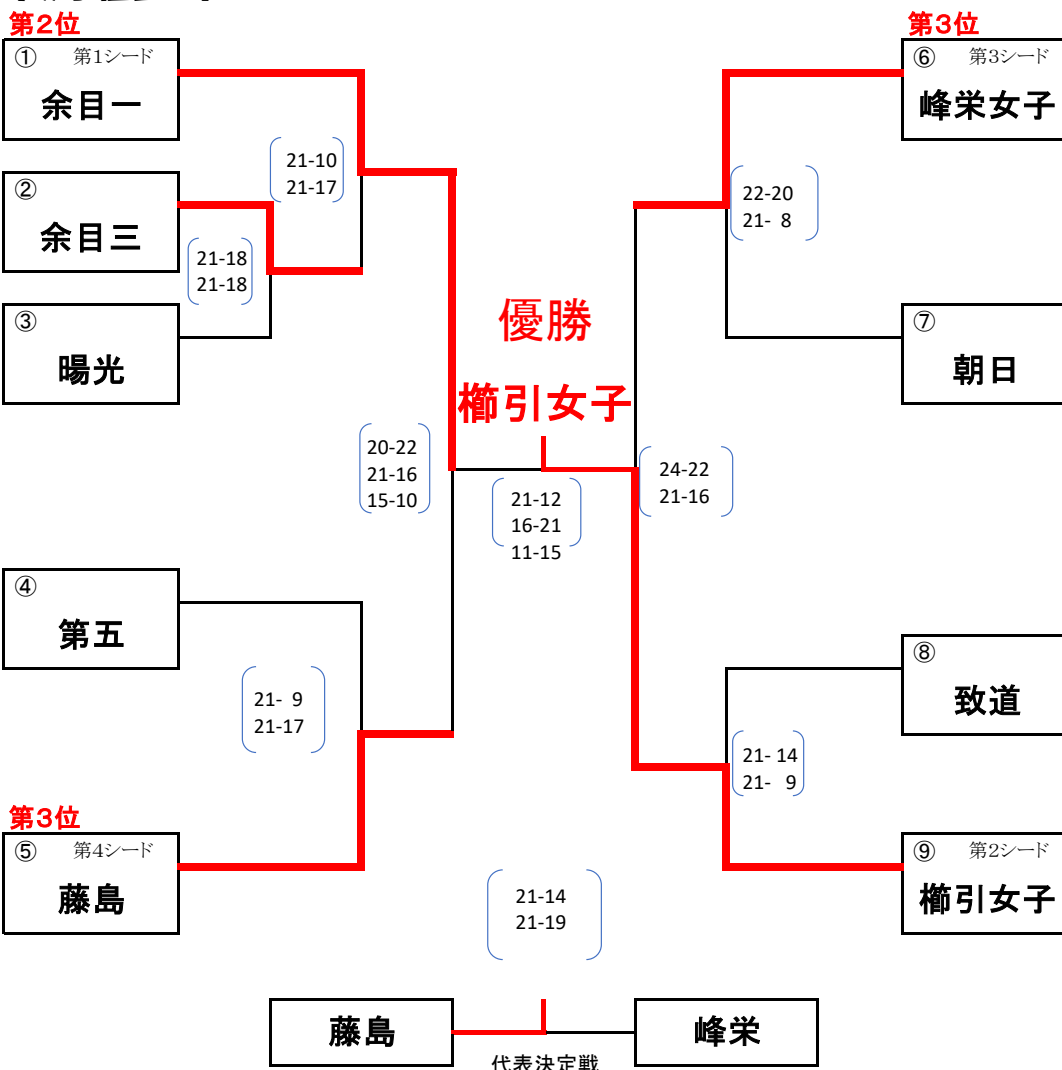 第2位
① 第1シード
余目一
② 
余目三
③
暘光
21-10
21-17
21-18
21-18
20-22
21-16
15-10
④
第五
21- 9
21-17
第3位
⑤ 第4シード
藤島
優勝
櫛引女子
21-12
16-21
11-15
第3位
⑥ 第3シード
峰栄女子
22-20
21- 8
⑦
朝日
24-22
21-16
⑧
致道
21- 14
21- 9
⑨ 第2シード
櫛引女子
21-14
21-19
藤島
峰栄
代表決定戦